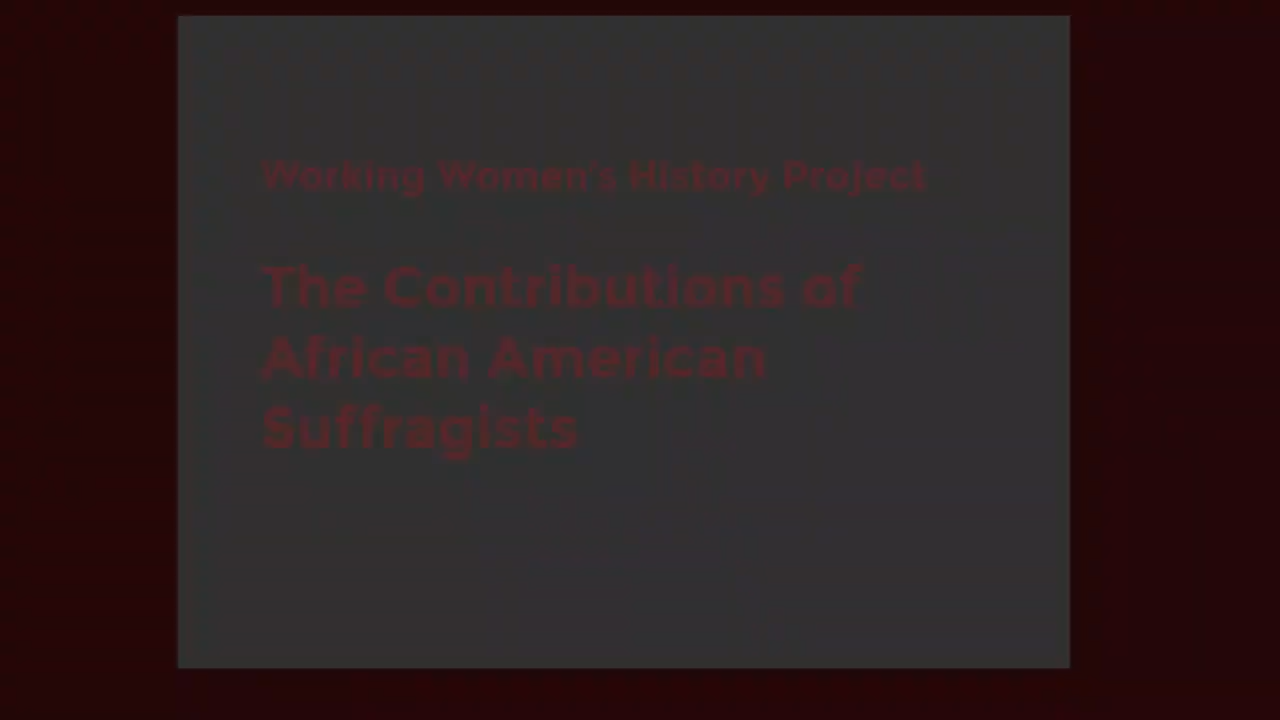 Working Women's History Project
The Contributions of
African American
Suffragists